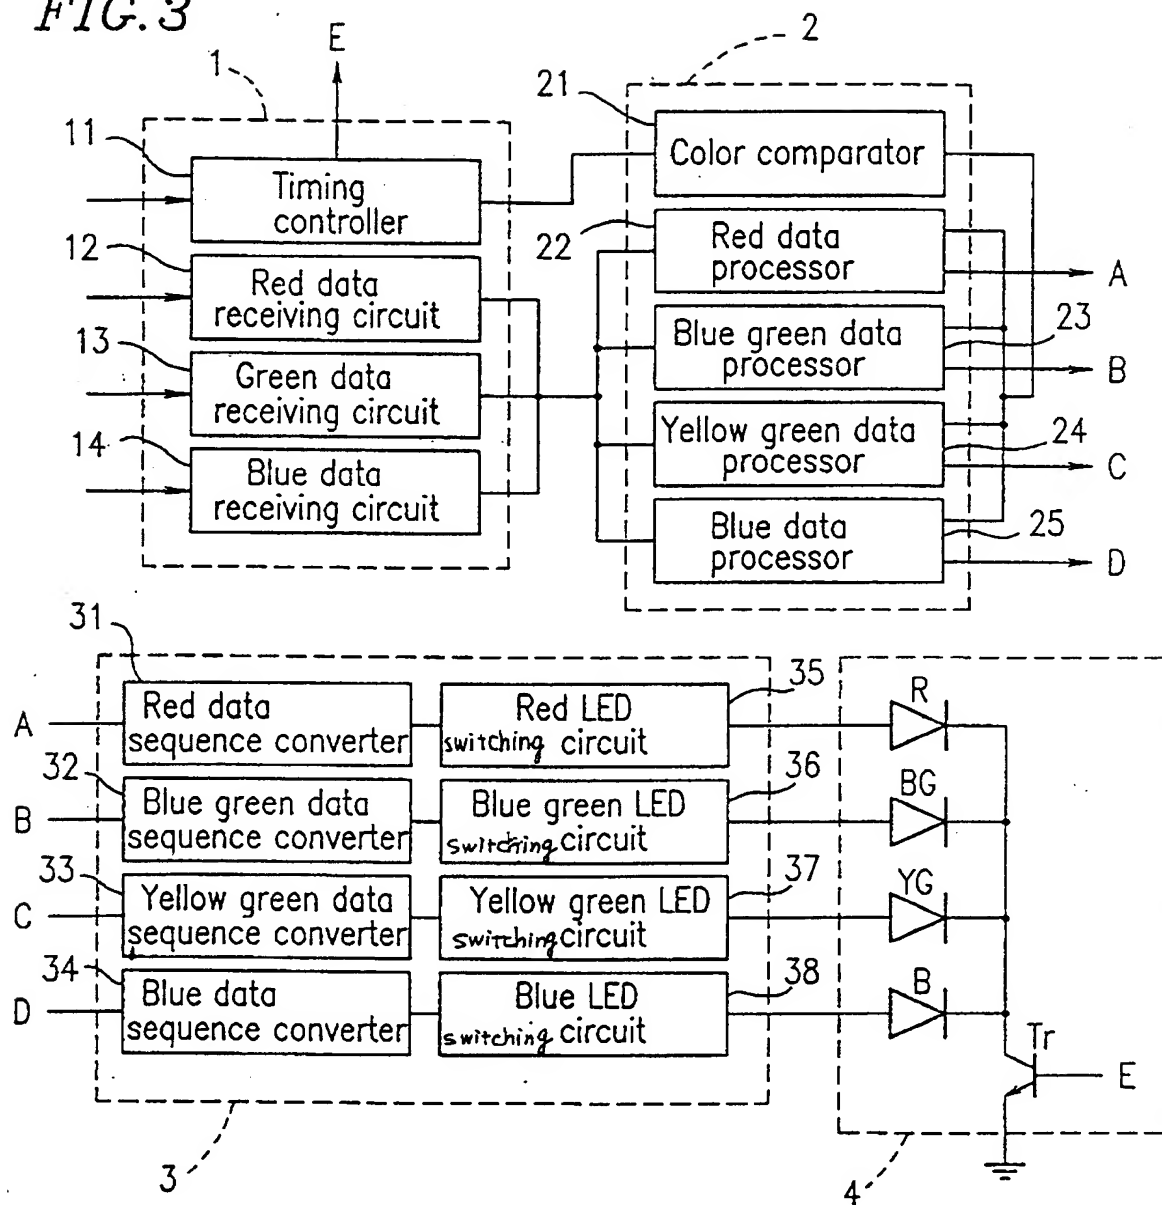 FIG. 3
E
1
2
11
Timing
controller
12
Red data
receiving circuit
13
Green data
receiving circuit
14
Blue data
receiving circuit
21
Color comparator
22
Red data
processor
A
Blue green data
processor
23
B
Yellow green data
processor
24
C
Blue data
processor
25
D
31
A
Red data
sequence converter
Red LED
switching circuit
35
R
32
B
Blue green data
sequence converter
Blue green LED
switching circuit
36
BG
33
C
Yellow green data
sequence converter
Yellow green LED
switching circuit
37
YG
34
D
Blue data
sequence converter
Blue LED
switching circuit
38
B
Tr
E
3
4